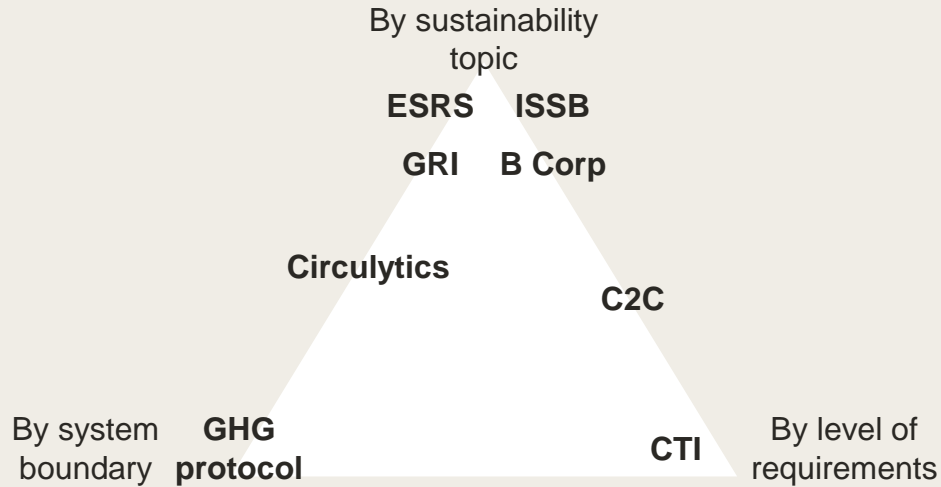 By sustainability
topic
ESRS ISSB
GRI B Corp
Circulytics
C2C
By system
boundary
GHG
protocol
CTI
By level of
requirements